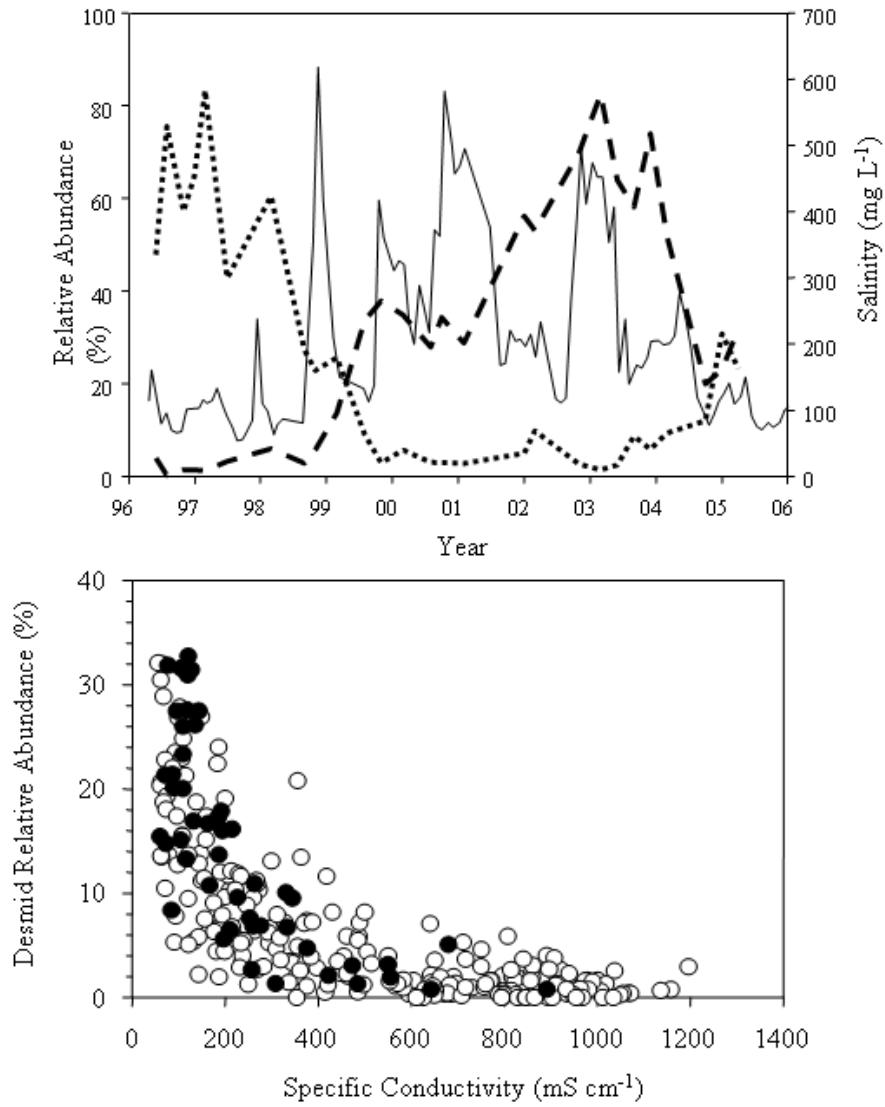 100
80
60
40
20
0
Relative Abundance
(%)
700
600
500
400
300
200
100
0
Salinity (mg L-1)
96 97 98 99 00 01 02 03 04 05 06
Year
40
30
20
10
0
Desmid Relative Abundance (%)
0 200 400 600 800 1000 1200 1400
Specific Conductivity (mS cm-1)